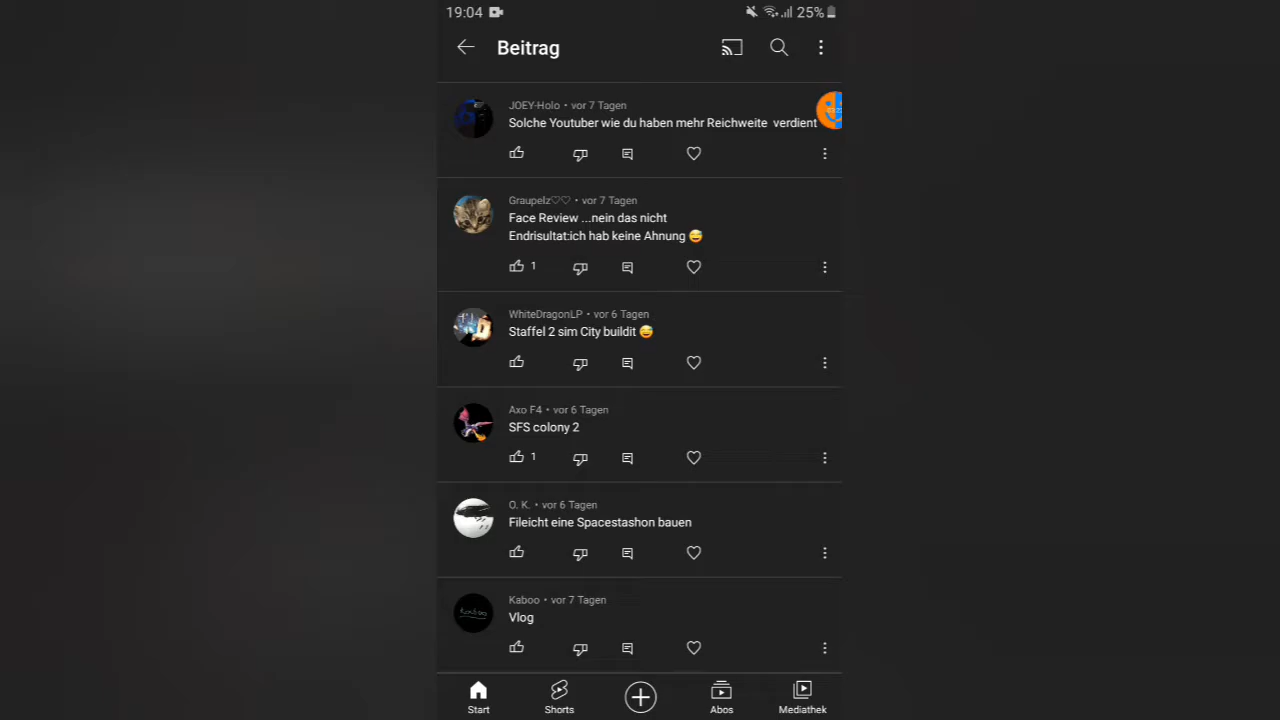 19:04
25%
Beitrag
JOEY-Holo • vor 7 Tagen
Solche Youtuber wie du haben mehr Reichweite verdient
Graupelz♡♡ • vor 7 Tagen
Face Review ...nein das nicht
Endrisultat:ich hab keine Ahnung 😅
1
WhiteDragonLP • vor 6 Tagen
Staffel 2 sim City buildit 😅
Axo F4 • vor 6 Tagen
SFS colony 2
1
O. K. • vor 6 Tagen
Fileicht eine Spacestashon bauen
Kaboo • vor 7 Tagen
Vlog
Start
Shorts
Abos
Mediathek